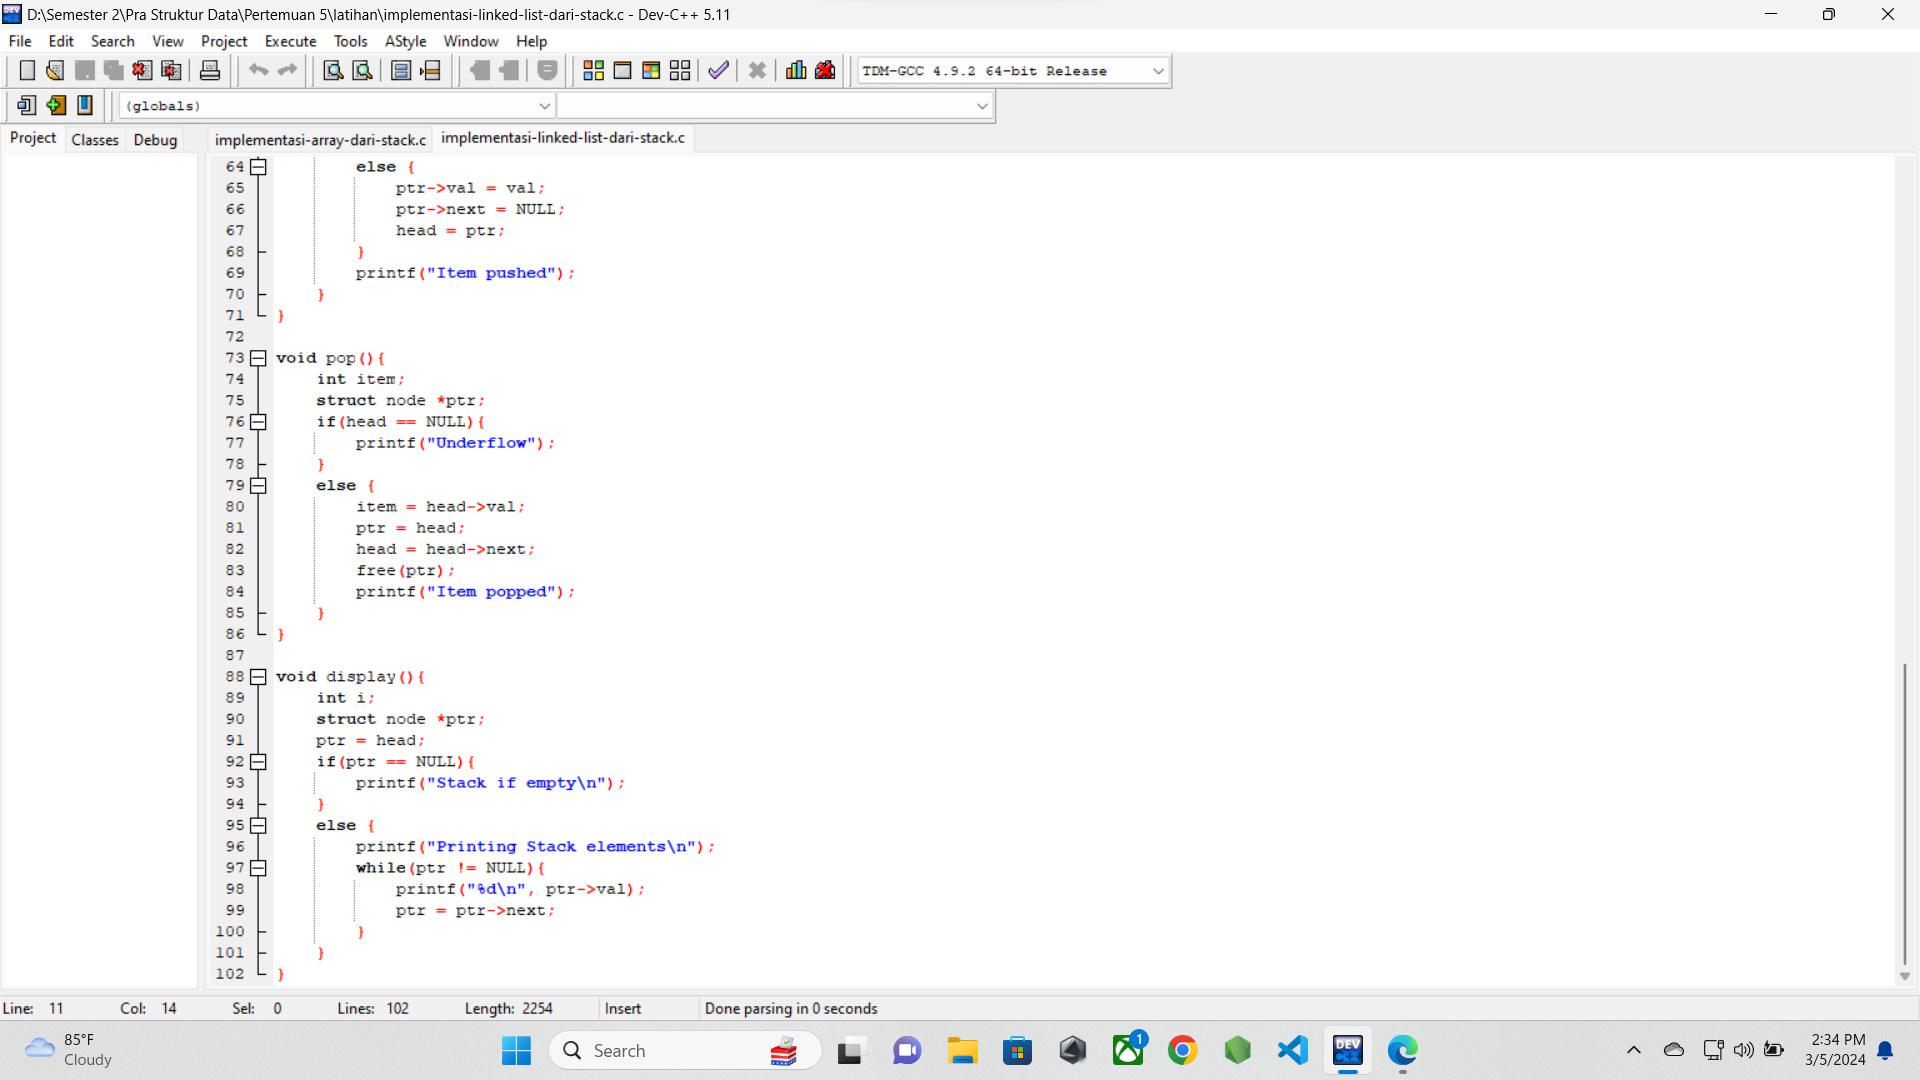 D:\Semester 2\Pra Struktur Data\Pertemuan 5\latihan\implementasi-linked-list-dari-stack.c - Dev-C++ 5.11
File Edit Search View Project Execute Tools AStyle Window Help
TDM-GCC 4.9.2 64-bit Release
(globals)
Project Classes Debug implementasi-array-dari-stack.c implementasi-linked-list-dari-stack.c
64 else {
65 ptr->val = val;
66 ptr->next = NULL;
67 head = ptr;
68 }
69 printf("Item pushed");
70 }
71 }
72
73 void pop(){
74 int item;
75 struct node *ptr;
76 if(head == NULL){
77 printf("Underflow");
78 }
79 else {
80 item = head->val;
81 ptr = head;
82 head = head->next;
83 free(ptr);
84 printf("Item popped");
85 }
86 }
87
88 void display(){
89 int i;
90 struct node *ptr;
91 ptr = head;
92 if(ptr == NULL){
93 printf("Stack if empty\n");
94 }
95 else {
96 printf("Printing Stack elements\n");
97 while(ptr != NULL){
98 printf("%d\n", ptr->val);
99 ptr = ptr->next;
100 }
101 }
102 }
Line: 11 Col: 14 Sel: 0 Lines: 102 Length: 2254 Insert Done parsing in 0 seconds
85°F
Cloudy
Search
1
DEV
C++
2:34 PM
3/5/2024